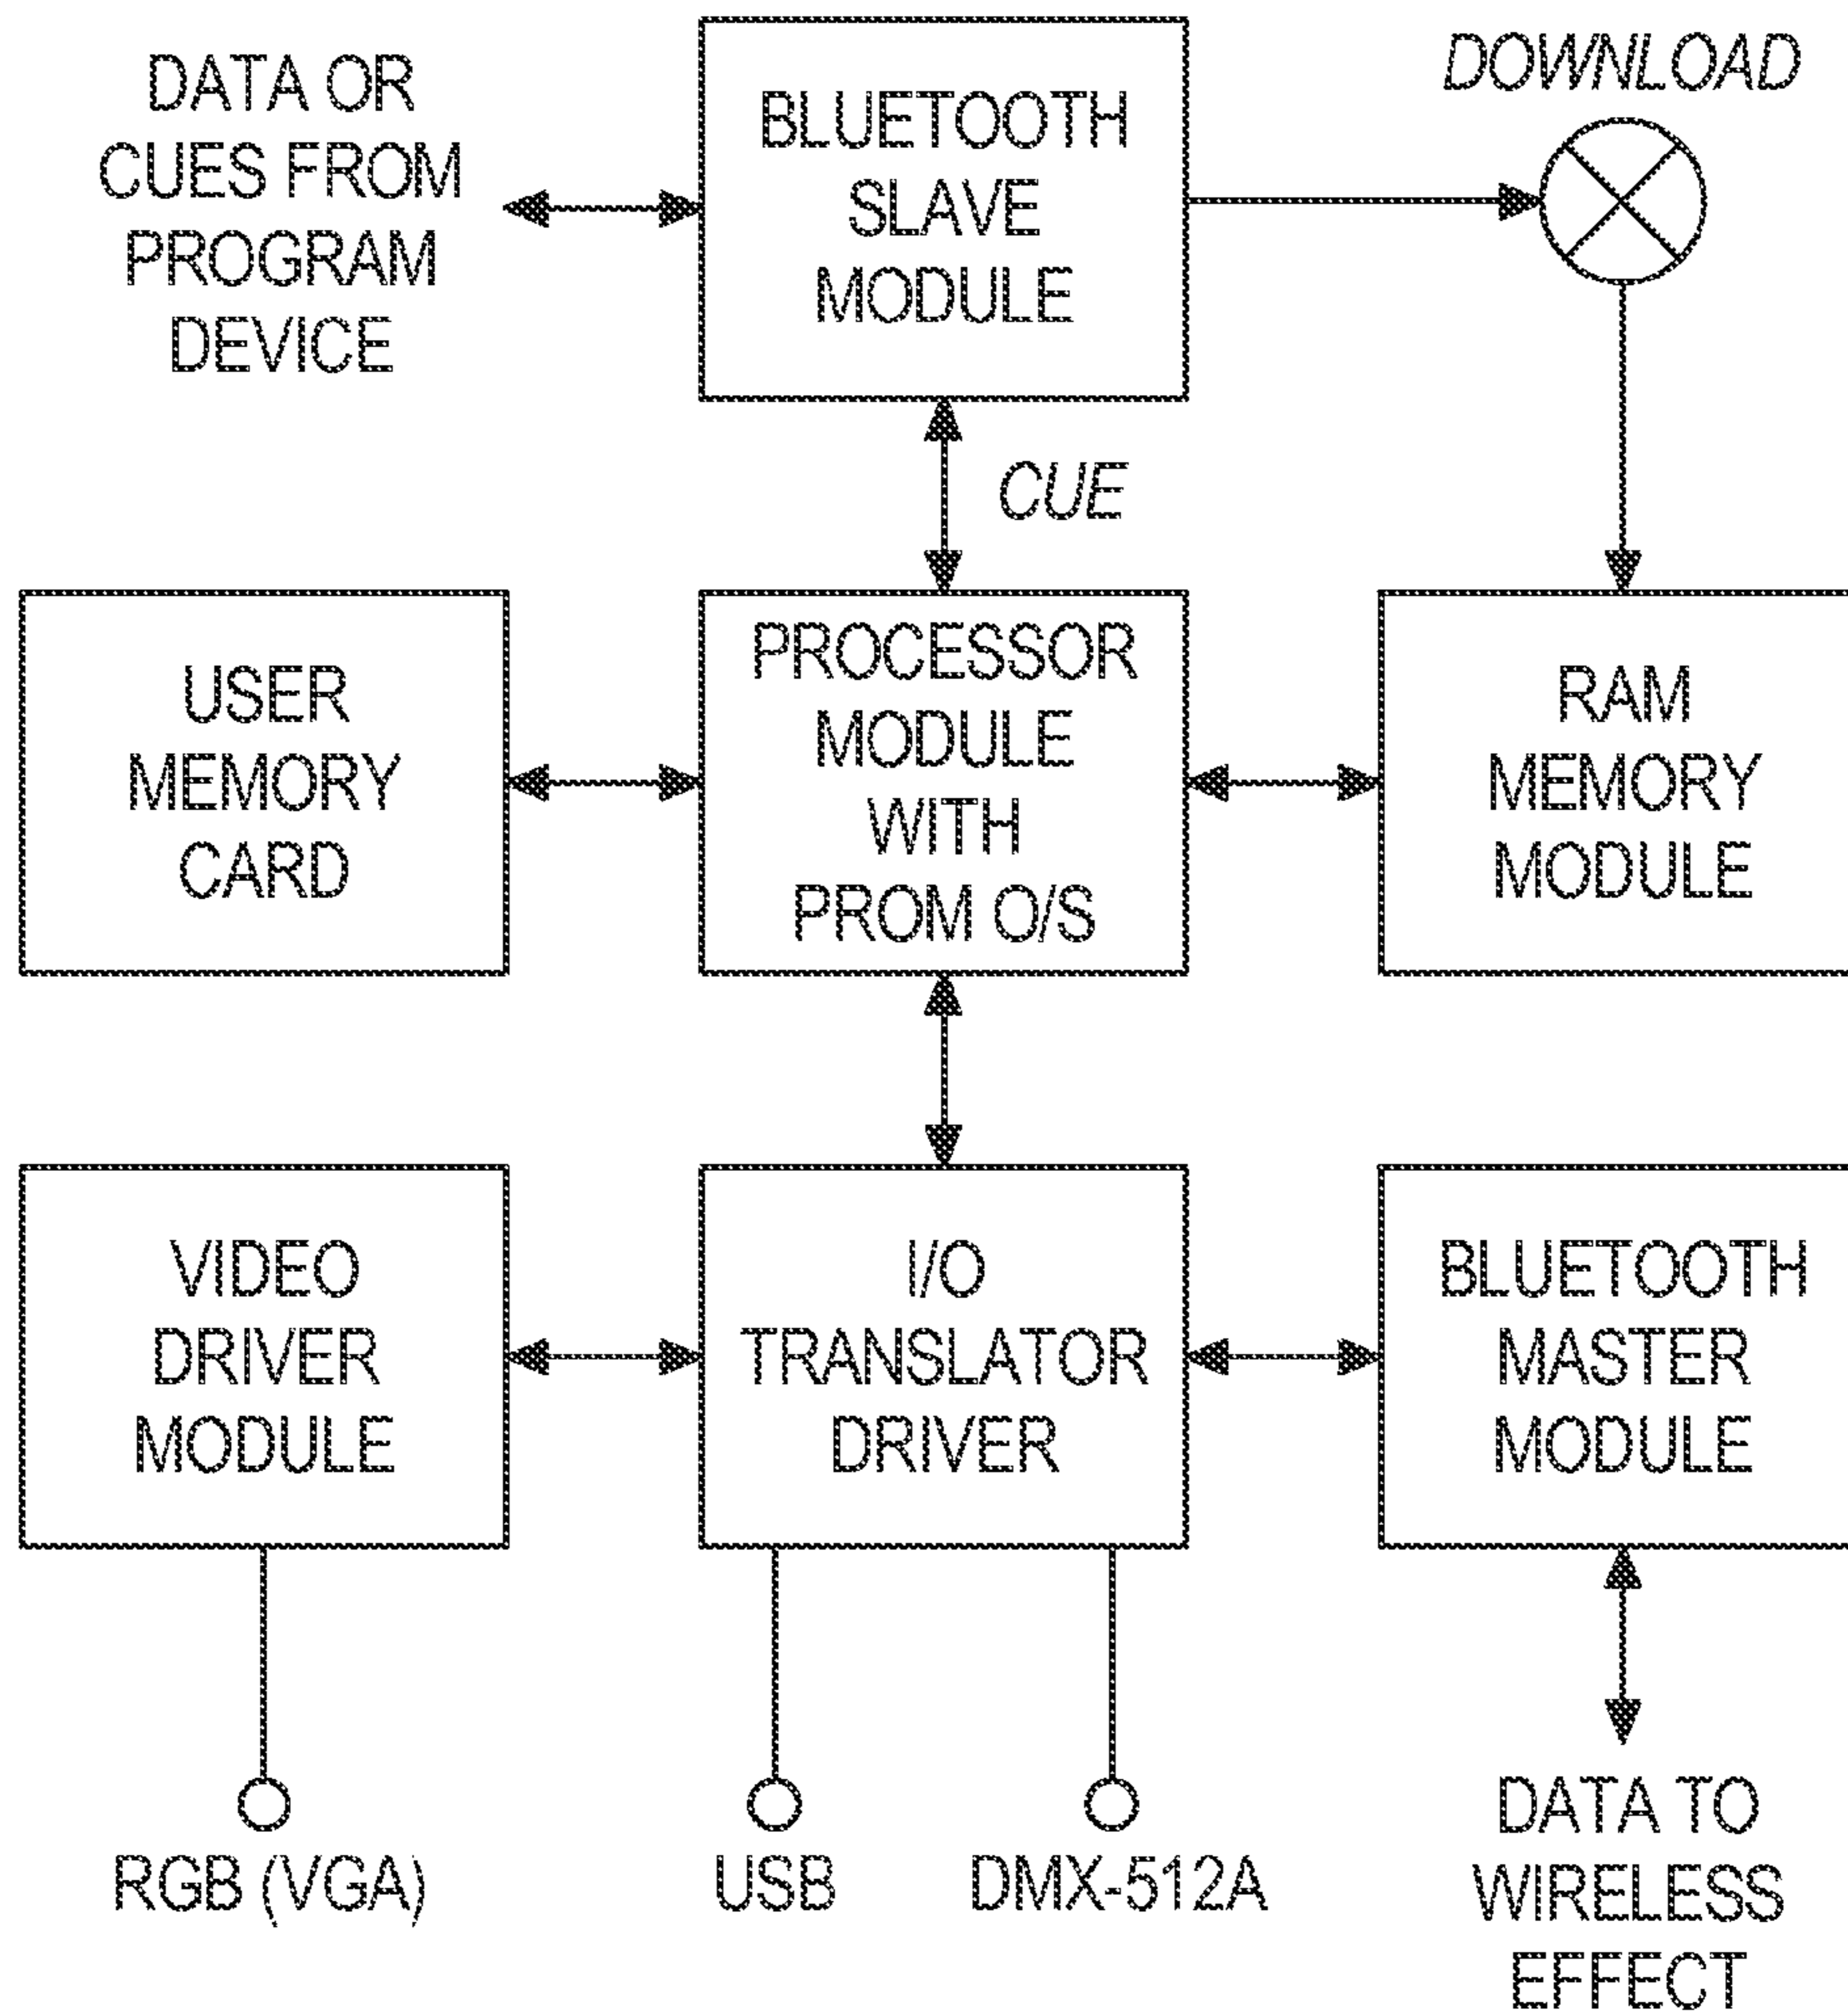 DATA OR
CUES FROM
PROGRAM
DEVICE
BLUETOOTH
SLAVE
MODULE
DOWNLOAD
CUE
USER
MEMORY
CARD
PROCESSOR
MODULE
WITH
PROM O/S
RAM
MEMORY
MODULE
VIDEO
DRIVER
MODULE
I/O
TRANSLATOR
DRIVER
BLUETOOTH
MASTER
MODULE
RGB (VGA)
USB
DMX-512A
DATA TO
WIRELESS
EFFECT